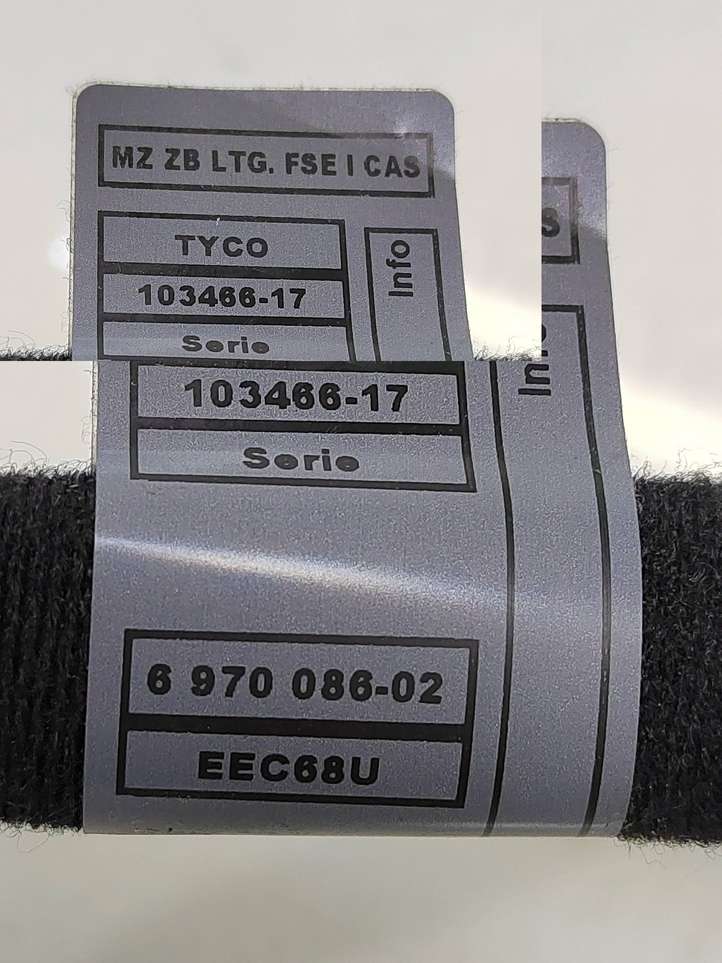 MZ ZB LTG. FSE I CAS
S
TYCO
Info
103466-17
Serie
Info
103466-17
Serie
6 970 086-02
EEC68U